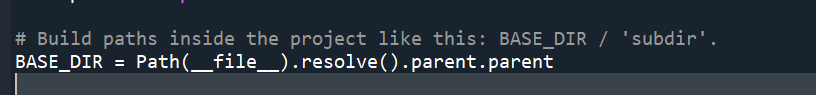 # Build paths inside the project like this: BASE_DIR / 'subdir'.
BASE_DIR = Path(__file__).resolve().parent.parent